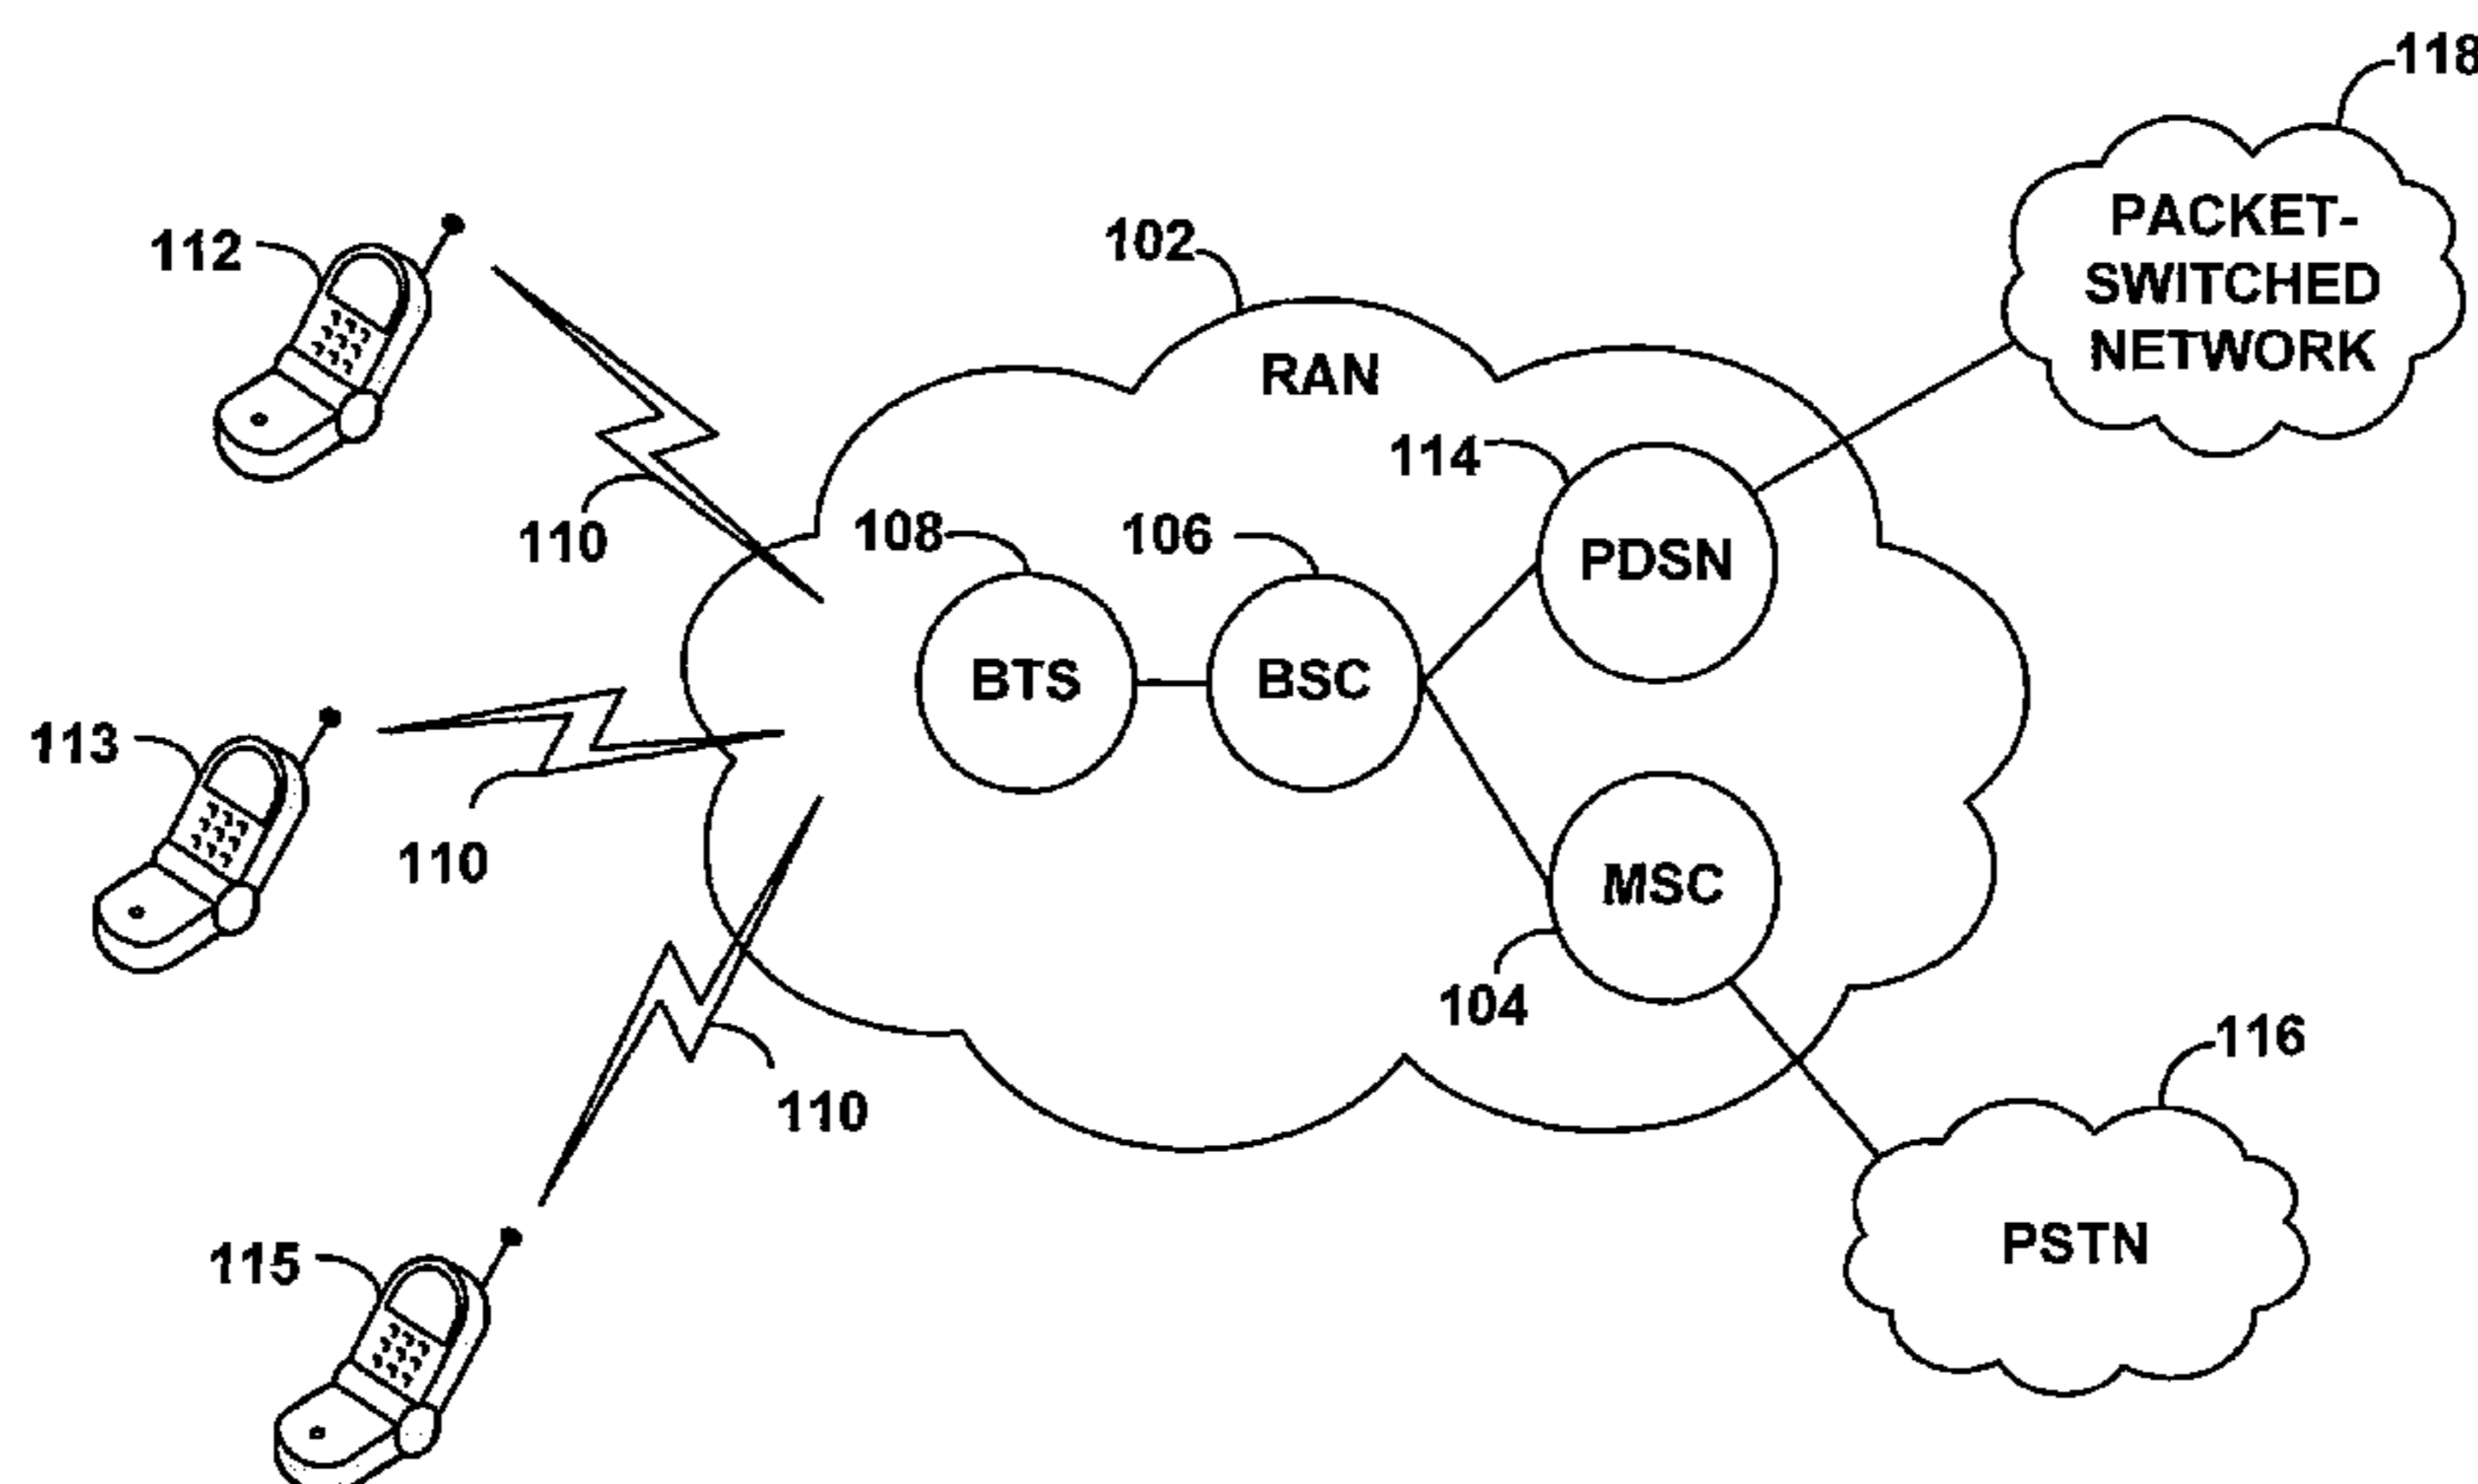 118
PACKET-
SWITCHED
NETWORK
112
102
RAN
114
110
108
106
PDSN
BTS
BSC
113
110
MSC
104
110
116
115
PSTN